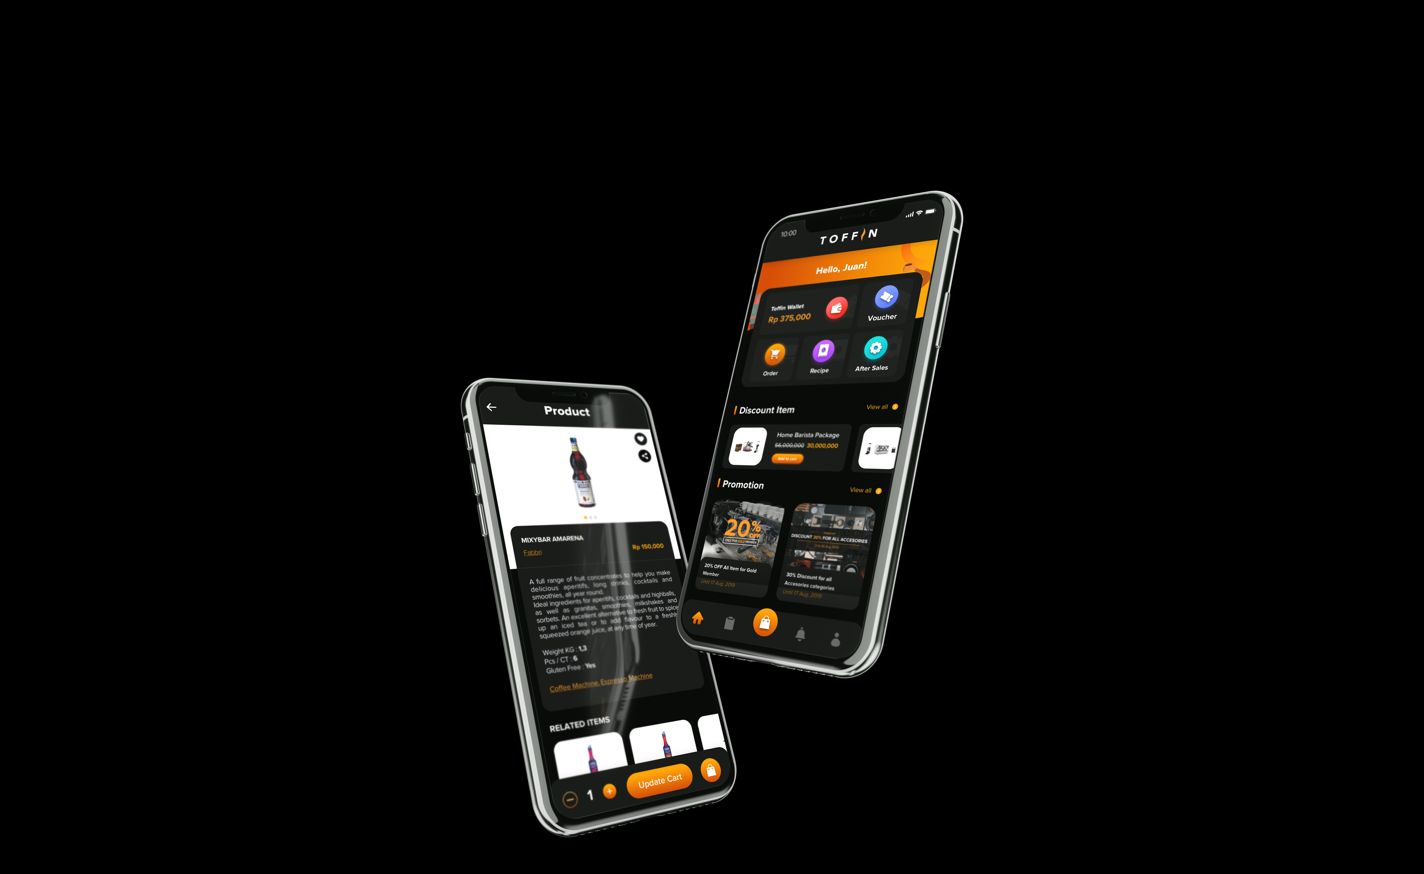 Product
MIXYBAR AMARENA
Fabbri
Rp 150,000
A full range of fruit concentrates to help you make
delicious aperitifs, long drinks, cocktails and
smoothies, all year round.
Ideal ingredients for aperitifs, cocktails and highballs,
as well as granitas, smoothies, milkshakes and
sorbets. An excellent alternative to fresh fruit to spice
up an iced tea or to add flavour to a fresh
squeezed orange juice, at any time of year.
Weight KG : 1,3
Pcs / CT : 6
Gluten Free : Yes
Coffee Machine, Espresso Machine
RELATED ITEMS
1
Update Cart
10:00
TOFFIN
Hello, Juan!
Toffin Wallet
Rp 375,000
Voucher
Order
Recipe
After Sales
Discount Item
View all
Home Barista Package
56,000,000 30,000,000
Add to cart
Promotion
View all
20%
OFF
20% OFF All Item for Gold
Member
Until 17 Aug, 2019
DISCOUNT 30% FOR ALL ACCESORIES
30% Discount for all
Accesories categories
Until 30 Aug, 2019